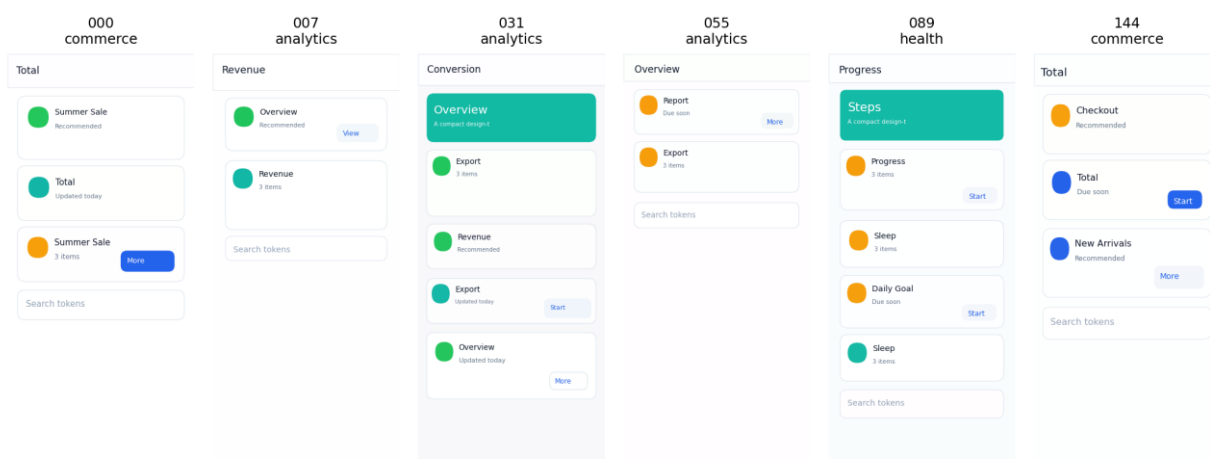 000
commerce
Total
Summer Sale
Recommended
Total
Updated today
Summer Sale
3 items
More
Search tokens
007
analytics
Revenue
Overview
Recommended
View
Revenue
3 items
Search tokens
031
analytics
Conversion
Overview
A compact design-t
Export
3 items
Revenue
Recommended
Export
Updated today
Start
Overview
Updated today
More
055
analytics
Overview
Report
Due soon
More
Export
3 items
Search tokens
089
health
Progress
Steps
A compact design-t
Progress
3 items
Start
Sleep
3 items
Daily Goal
Due soon
Start
Sleep
3 items
Search tokens
144
commerce
Total
Checkout
Recommended
Total
Due soon
Start
New Arrivals
Recommended
More
Search tokens